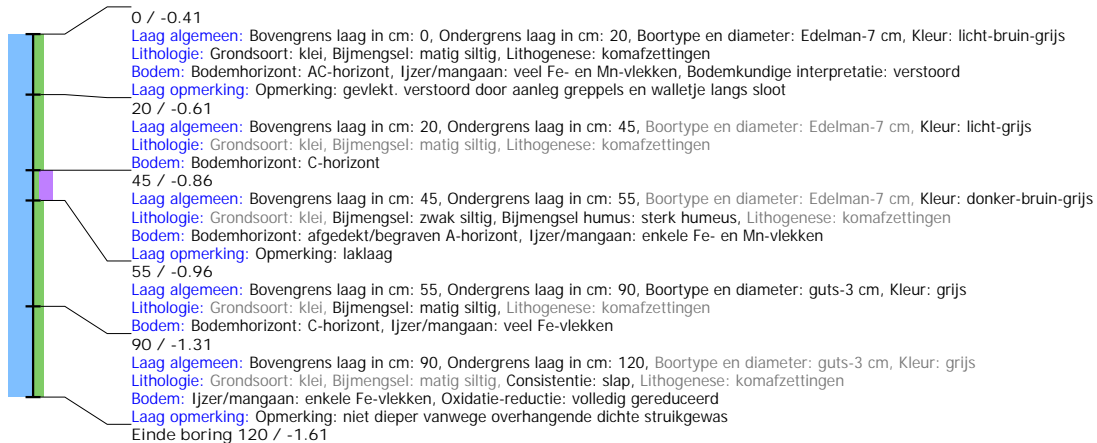 0 / -0.41
Laag algemeen: Bovengrens laag in cm: 0, Ondergrens laag in cm: 20, Boortype en diameter: Edelman-7 cm, Kleur: licht-bruin-grijs
Lithologie: Grondsoort: klei, Bijmengsel: matig siltig, Lithogenese: komafzettingen
Bodem: Bodemhorizont: AC-horizont, Ijzer/mangaan: veel Fe- en Mn-vlekken, Bodemkundige interpretatie: verstoord
Laag opmerking: Opmerking: gevlekt. verstoord door aanleg greppels en walletje langs sloot
20 / -0.61
Laag algemeen: Bovengrens laag in cm: 20, Ondergrens laag in cm: 45, Boortype en diameter: Edelman-7 cm, Kleur: licht-grijs
Lithologie: Grondsoort: klei, Bijmengsel: matig siltig, Lithogenese: komafzettingen
Bodem: Bodemhorizont: C-horizont
45 / -0.86
Laag algemeen: Bovengrens laag in cm: 45, Ondergrens laag in cm: 55, Boortype en diameter: Edelman-7 cm, Kleur: donker-bruin-grijs
Lithologie: Grondsoort: klei, Bijmengsel: zwak siltig, Bijmengsel humus: sterk humeus, Lithogenese: komafzettingen
Bodem: Bodemhorizont: afgedekt/begraven A-horizont, Ijzer/mangaan: enkele Fe- en Mn-vlekken
Laag opmerking: Opmerking: laklaag
55 / -0.96
Laag algemeen: Bovengrens laag in cm: 55, Ondergrens laag in cm: 90, Boortype en diameter: guts-3 cm, Kleur: grijs
Lithologie: Grondsoort: klei, Bijmengsel: matig siltig, Lithogenese: komafzettingen
Bodem: Bodemhorizont: C-horizont, Ijzer/mangaan: veel Fe-vlekken
90 / -1.31
Laag algemeen: Bovengrens laag in cm: 90, Ondergrens laag in cm: 120, Boortype en diameter: guts-3 cm, Kleur: grijs
Lithologie: Grondsoort: klei, Bijmengsel: matig siltig, Consistentie: slap, Lithogenese: komafzettingen
Bodem: Ijzer/mangaan: enkele Fe-vlekken, Oxidatie-reductie: volledig gereduceerd
Laag opmerking: Opmerking: niet dieper vanwege overhangende dichte struikgewas
Einde boring 120 / -1.61